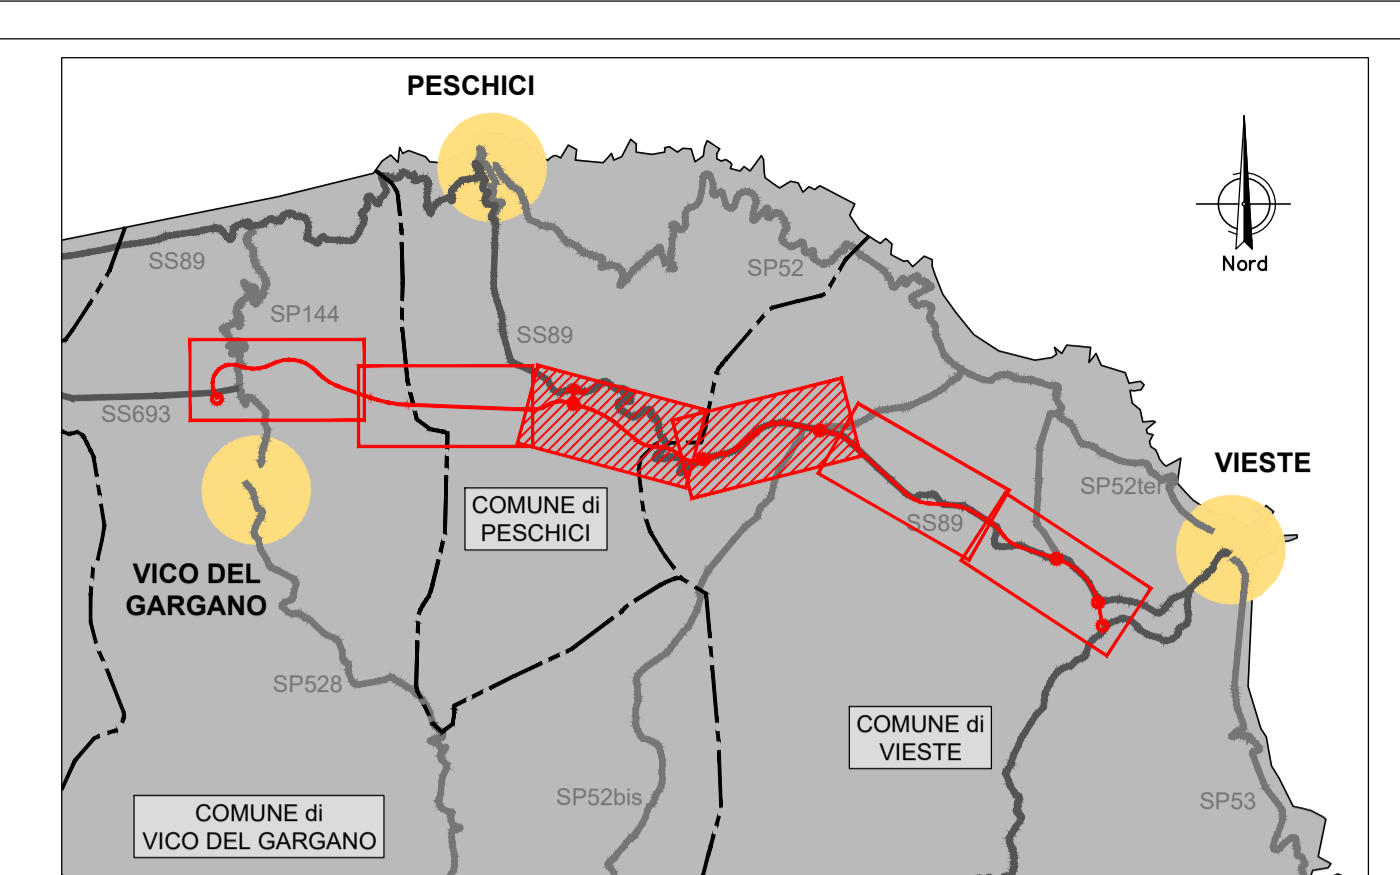 PESCHICI
Nord
SS89
SP52
SP144
SS89
SS693
VIESTE
SP52ter
COMUNE di
PESCHICI
SS89
VICO DEL
GARGANO
SP528
COMUNE di
VIESTE
SP52bis
SP53
COMUNE di
VICO DEL GARGANO